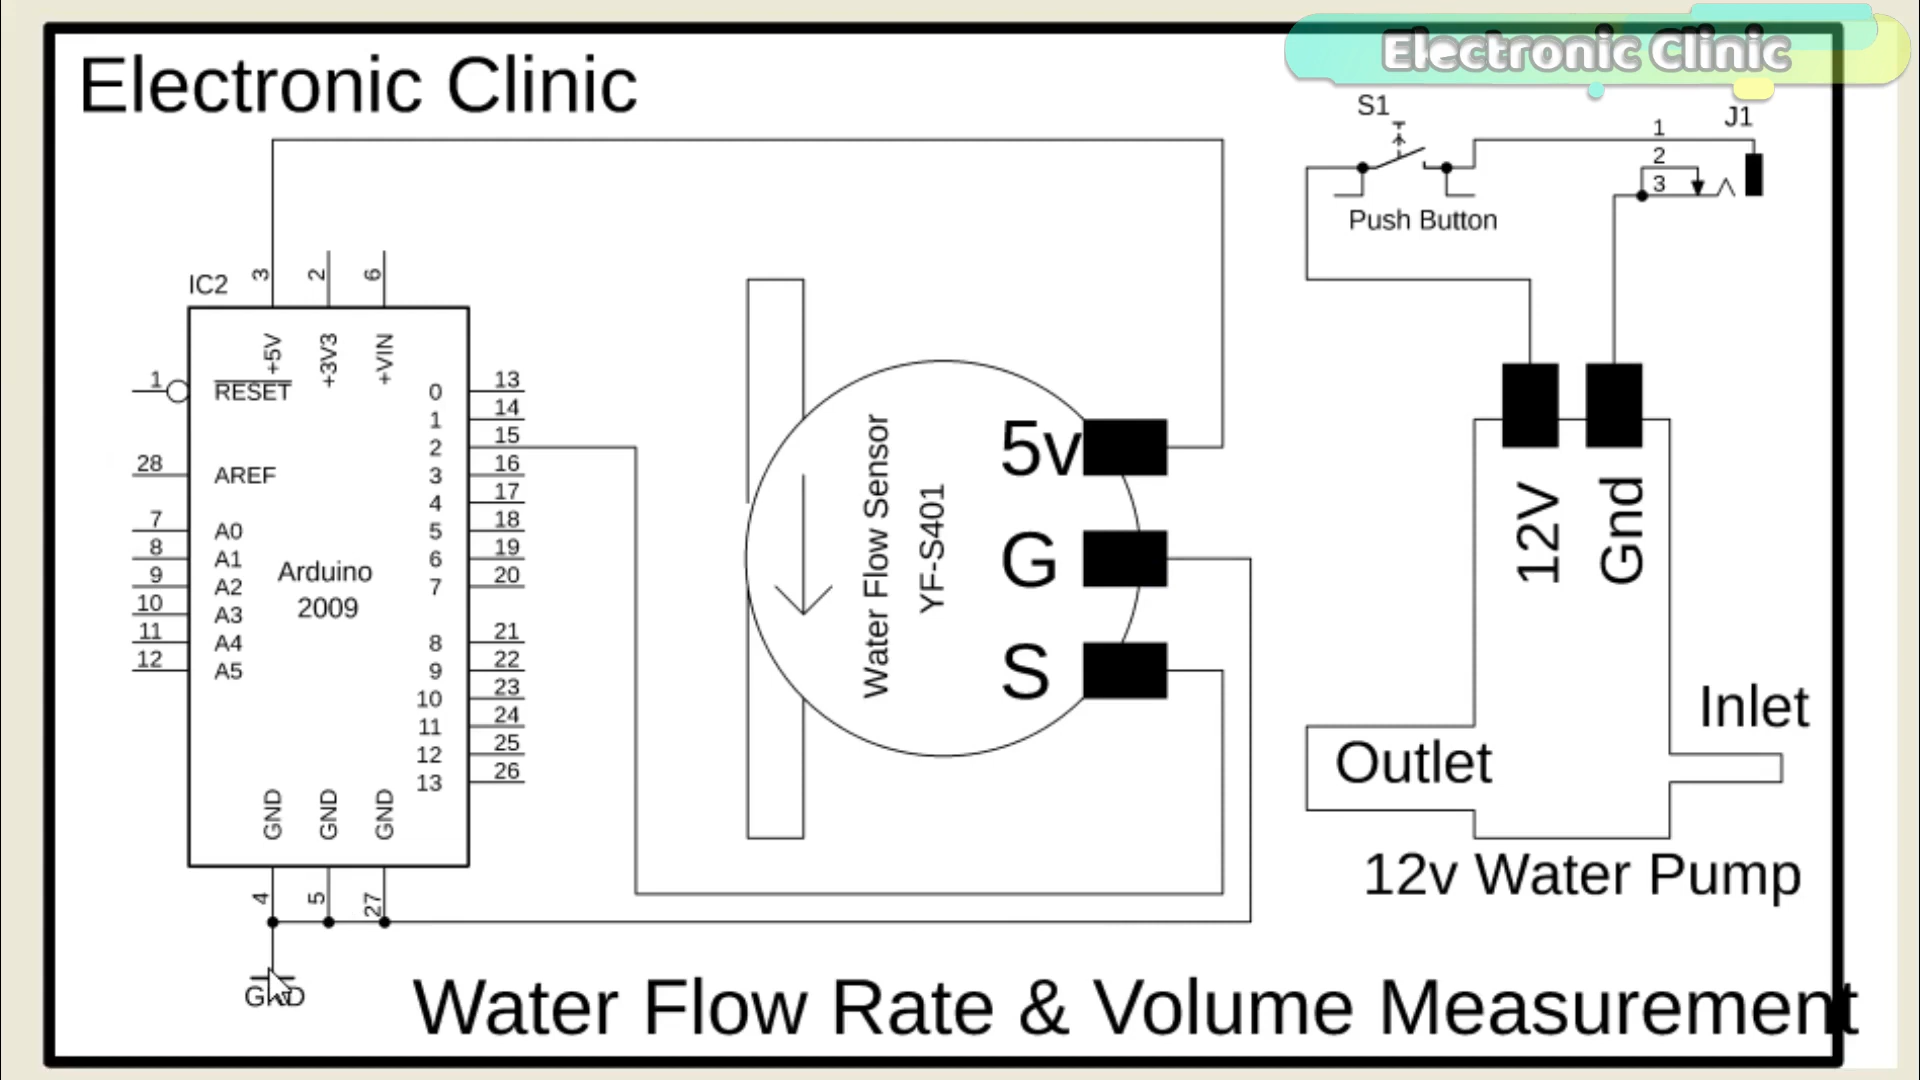 Electronic Clinic
Electronic Clinic
S1
J1
1
2
3
Push Button
IC2
3
2
6
+5V
+3V3
+VIN
1
RESET
28
AREF
7
A0
8
A1
9
A2
10
A3
11
A4
12
A5
Arduino
2009
0
13
1
14
2
15
3
16
4
17
5
18
6
19
7
20
8
21
9
22
10
23
11
24
12
25
13
26
GND
GND
GND
4
5
27
GND
Water Flow Sensor
YF-S401
5v
G
S
12V
Gnd
Inlet
Outlet
12v Water Pump
Water Flow Rate & Volume Measurement